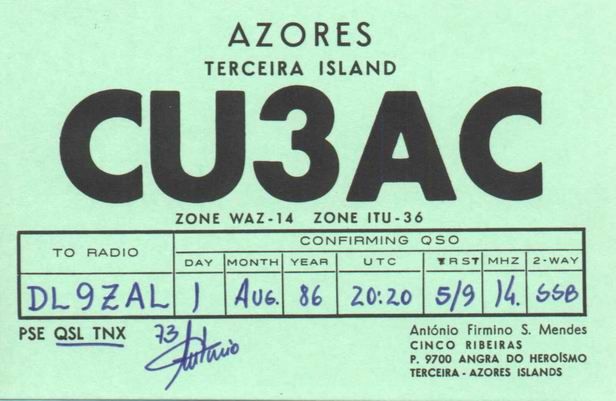 AZORES
TERCEIRA ISLAND
CU3AC
ZONE WAZ-14 ZONE ITU-36
TO RADIO CONFIRMING QSO
DAY MONTH YEAR UTC RST MHZ 2-WAY
DL9ZAL 1 AUG. 86 20:20 5/9 14. SSB
PSE QSL TNX 73 António
António Firmino S. Mendes
CINCO RIBEIRAS
P. 9700 ANGRA DO HEROÍSMO
TERCEIRA - AZORES ISLANDS